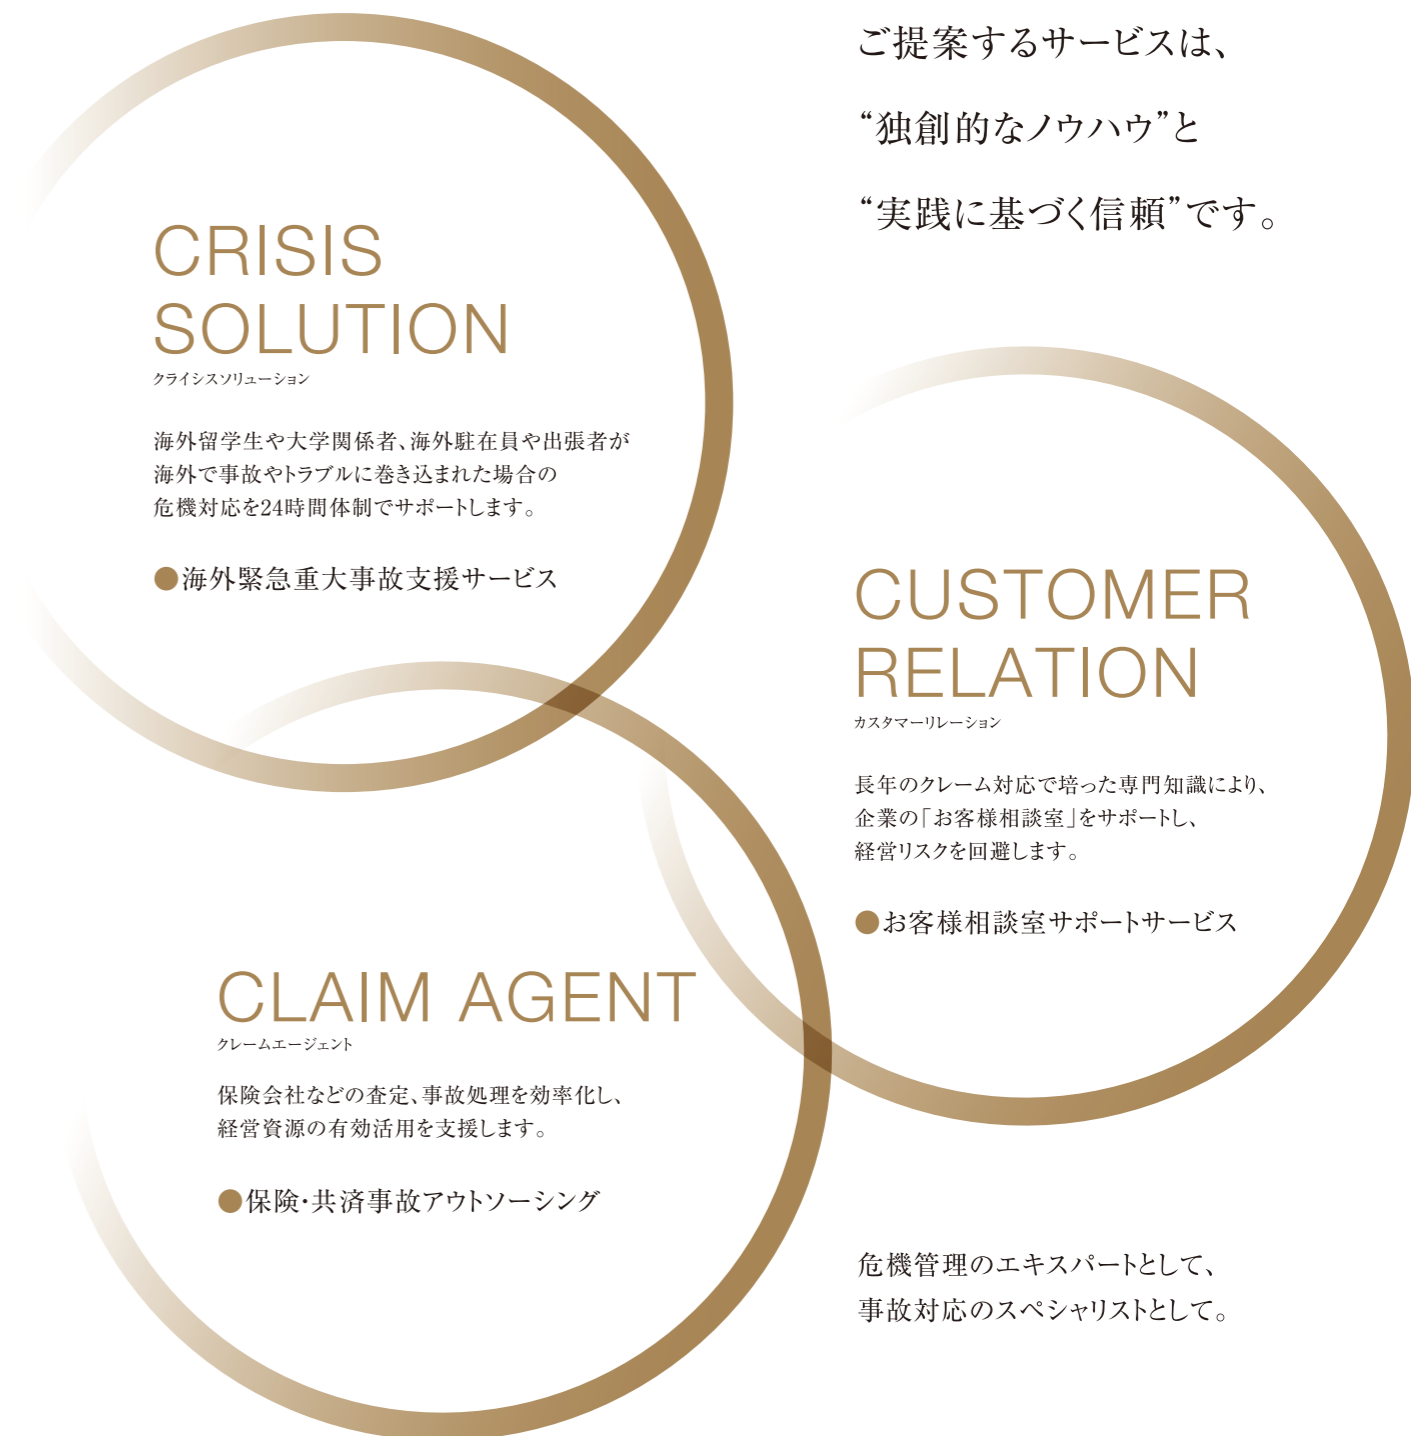 ご提案するサービスは、
“独創的なノウハウ”と
“実践に基づく信頼”です。
CRISIS
SOLUTION
クライシスソリューション
海外留学生や大学関係者、海外駐在員や出張者が
海外で事故やトラブルに巻き込まれた場合の
危機対応を24時間体制でサポートします。
●海外緊急重大事故支援サービス
CUSTOMER
RELATION
カスタマーリレーション
長年のクレーム対応で培った専門知識により、
企業の「お客様相談室」をサポートし、
経営リスクを回避します。
●お客様相談室サポートサービス
CLAIM AGENT
クレームエージェント
保険会社などの査定、事故処理を効率化し、
経営資源の有効活用を支援します。
●保険・共済事故アウトソーシング
危機管理のエキスパートとして、
事故対応のスペシャリストとして。